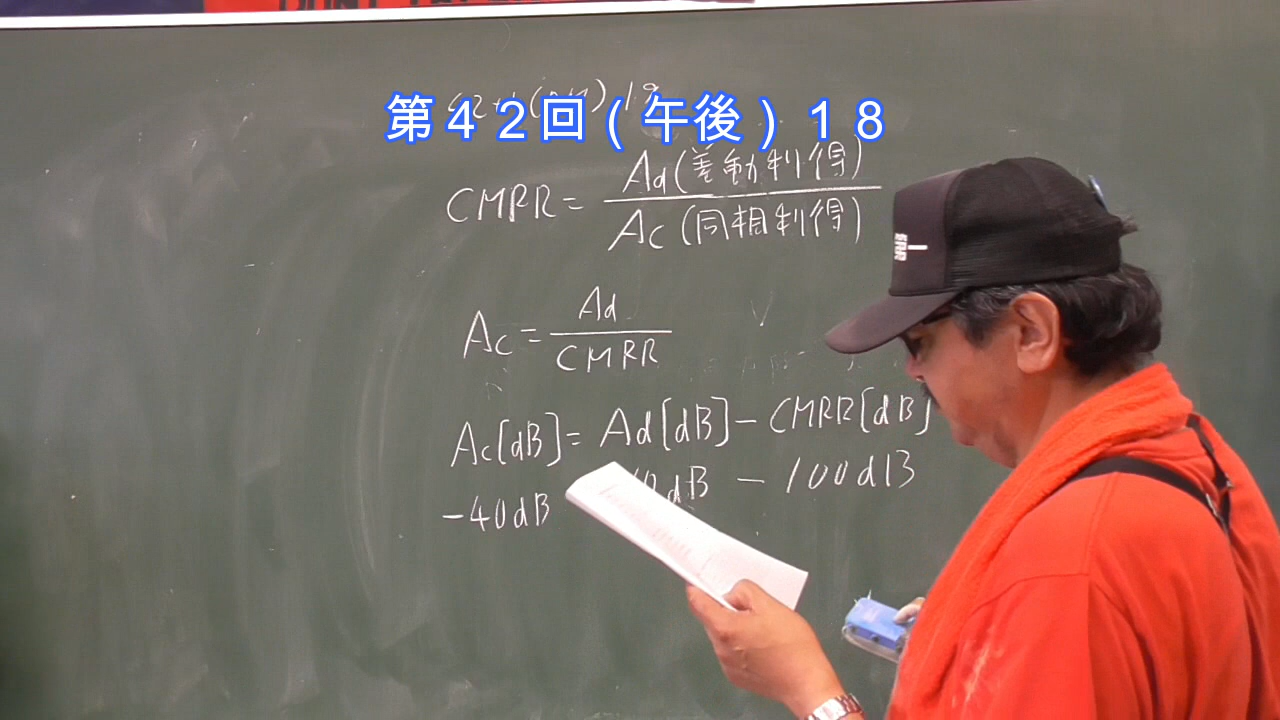 第４２回（午後）１８
CMRR = Ad(差動利得) / Ac(同相利得)
Ac = Ad / CMRR
Ac[dB] = Ad[dB] - CMRR[dB]
-40dB 0dB - 100dB